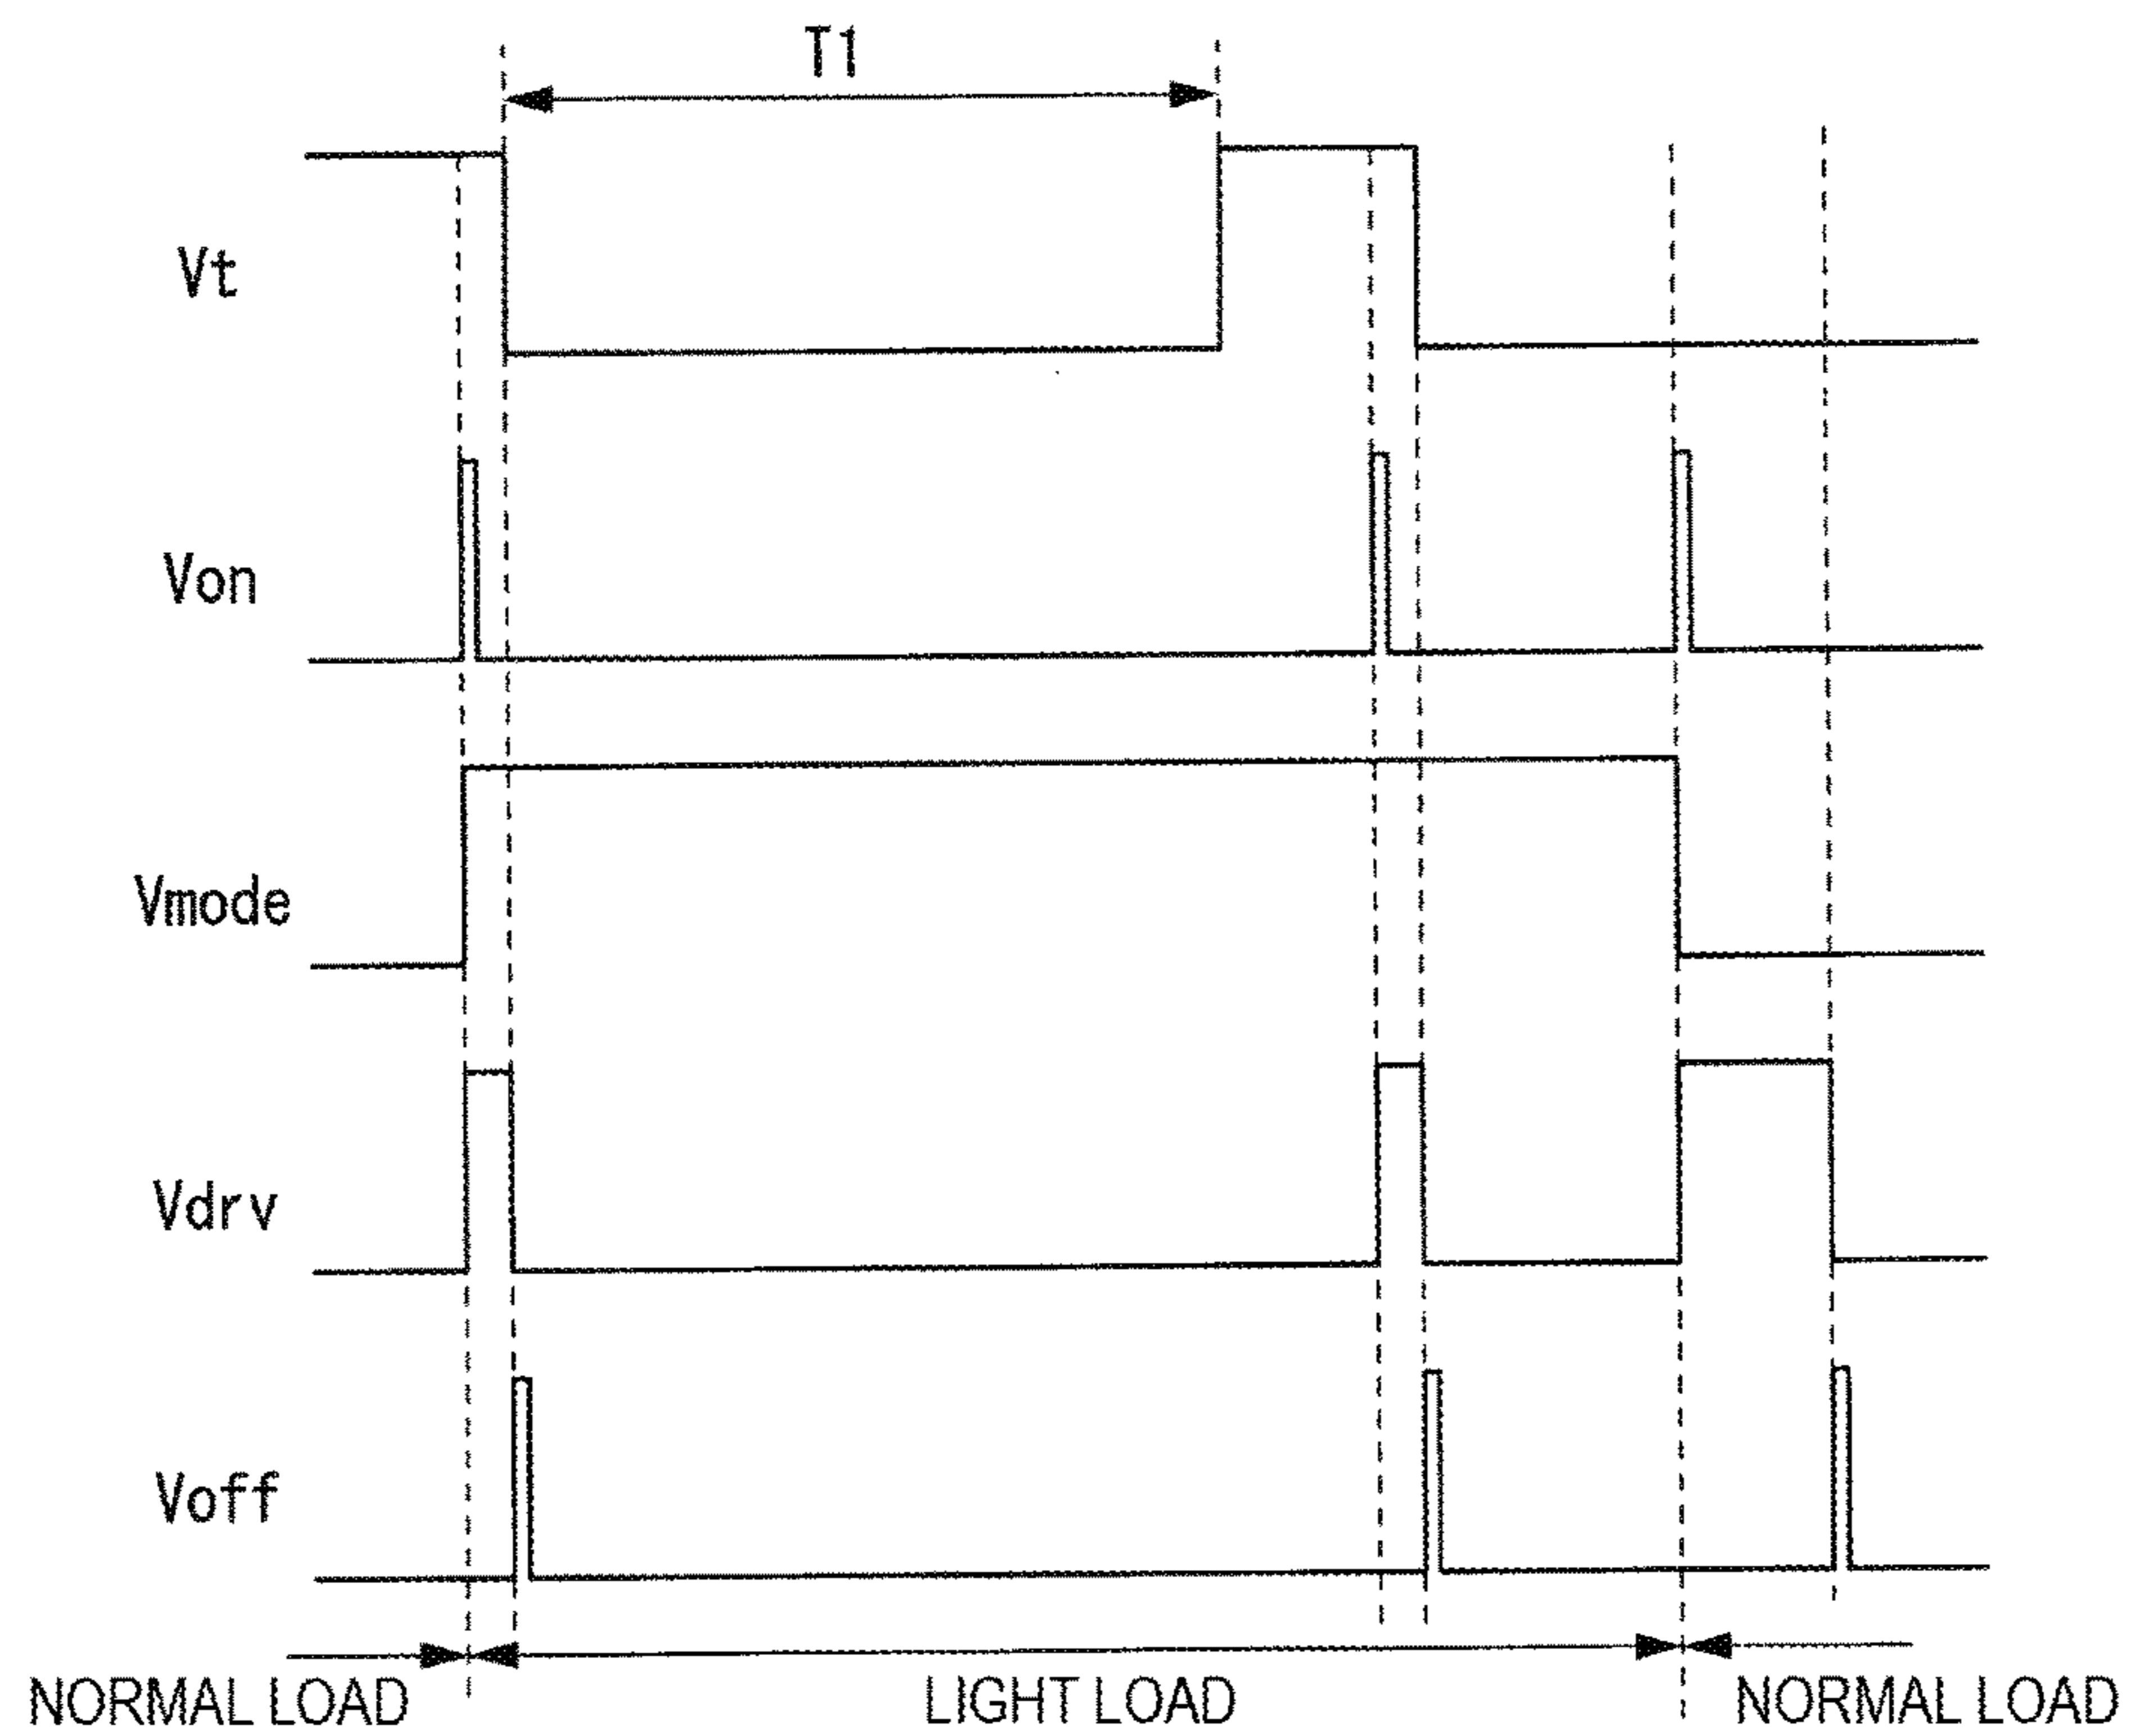 T1
Vt
Von
Vmode
Vdrv
Voff
NORMAL LOAD LIGHT LOAD NORMAL LOAD